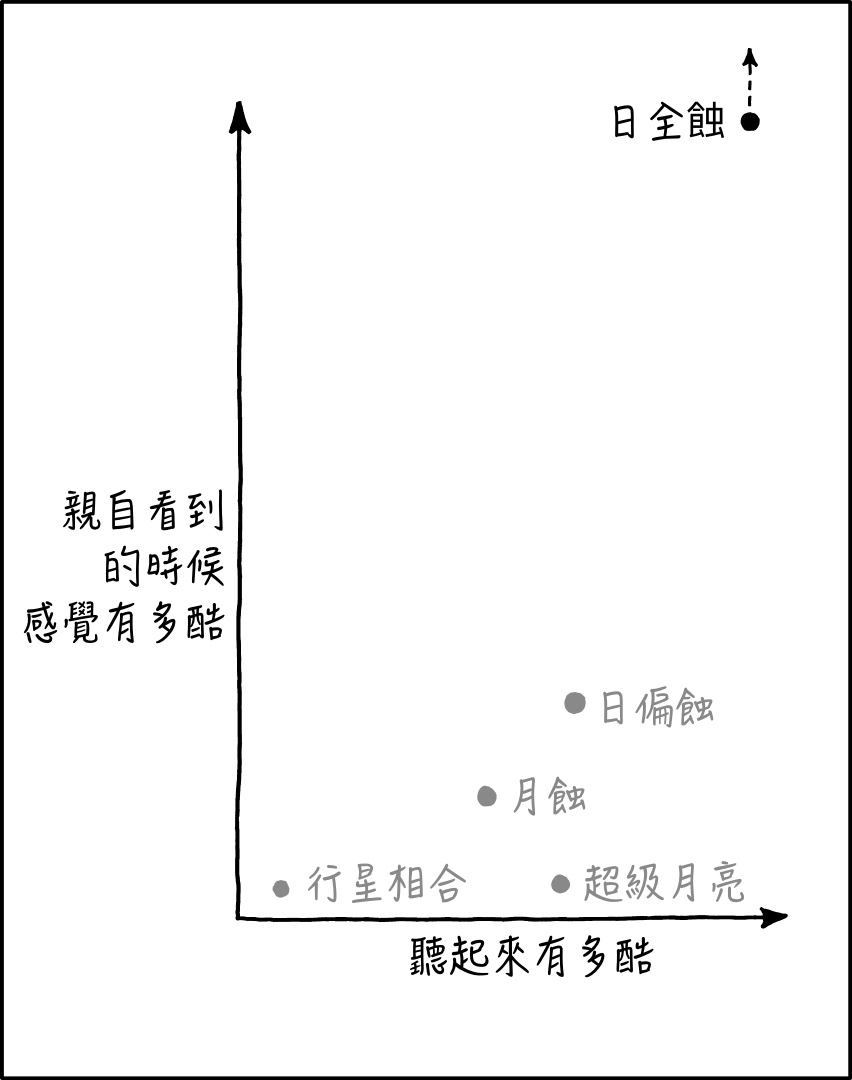 日全蝕
親自看到
的時候
感覺有多酷
日偏蝕
月蝕
行星相合
超級月亮
聽起來有多酷